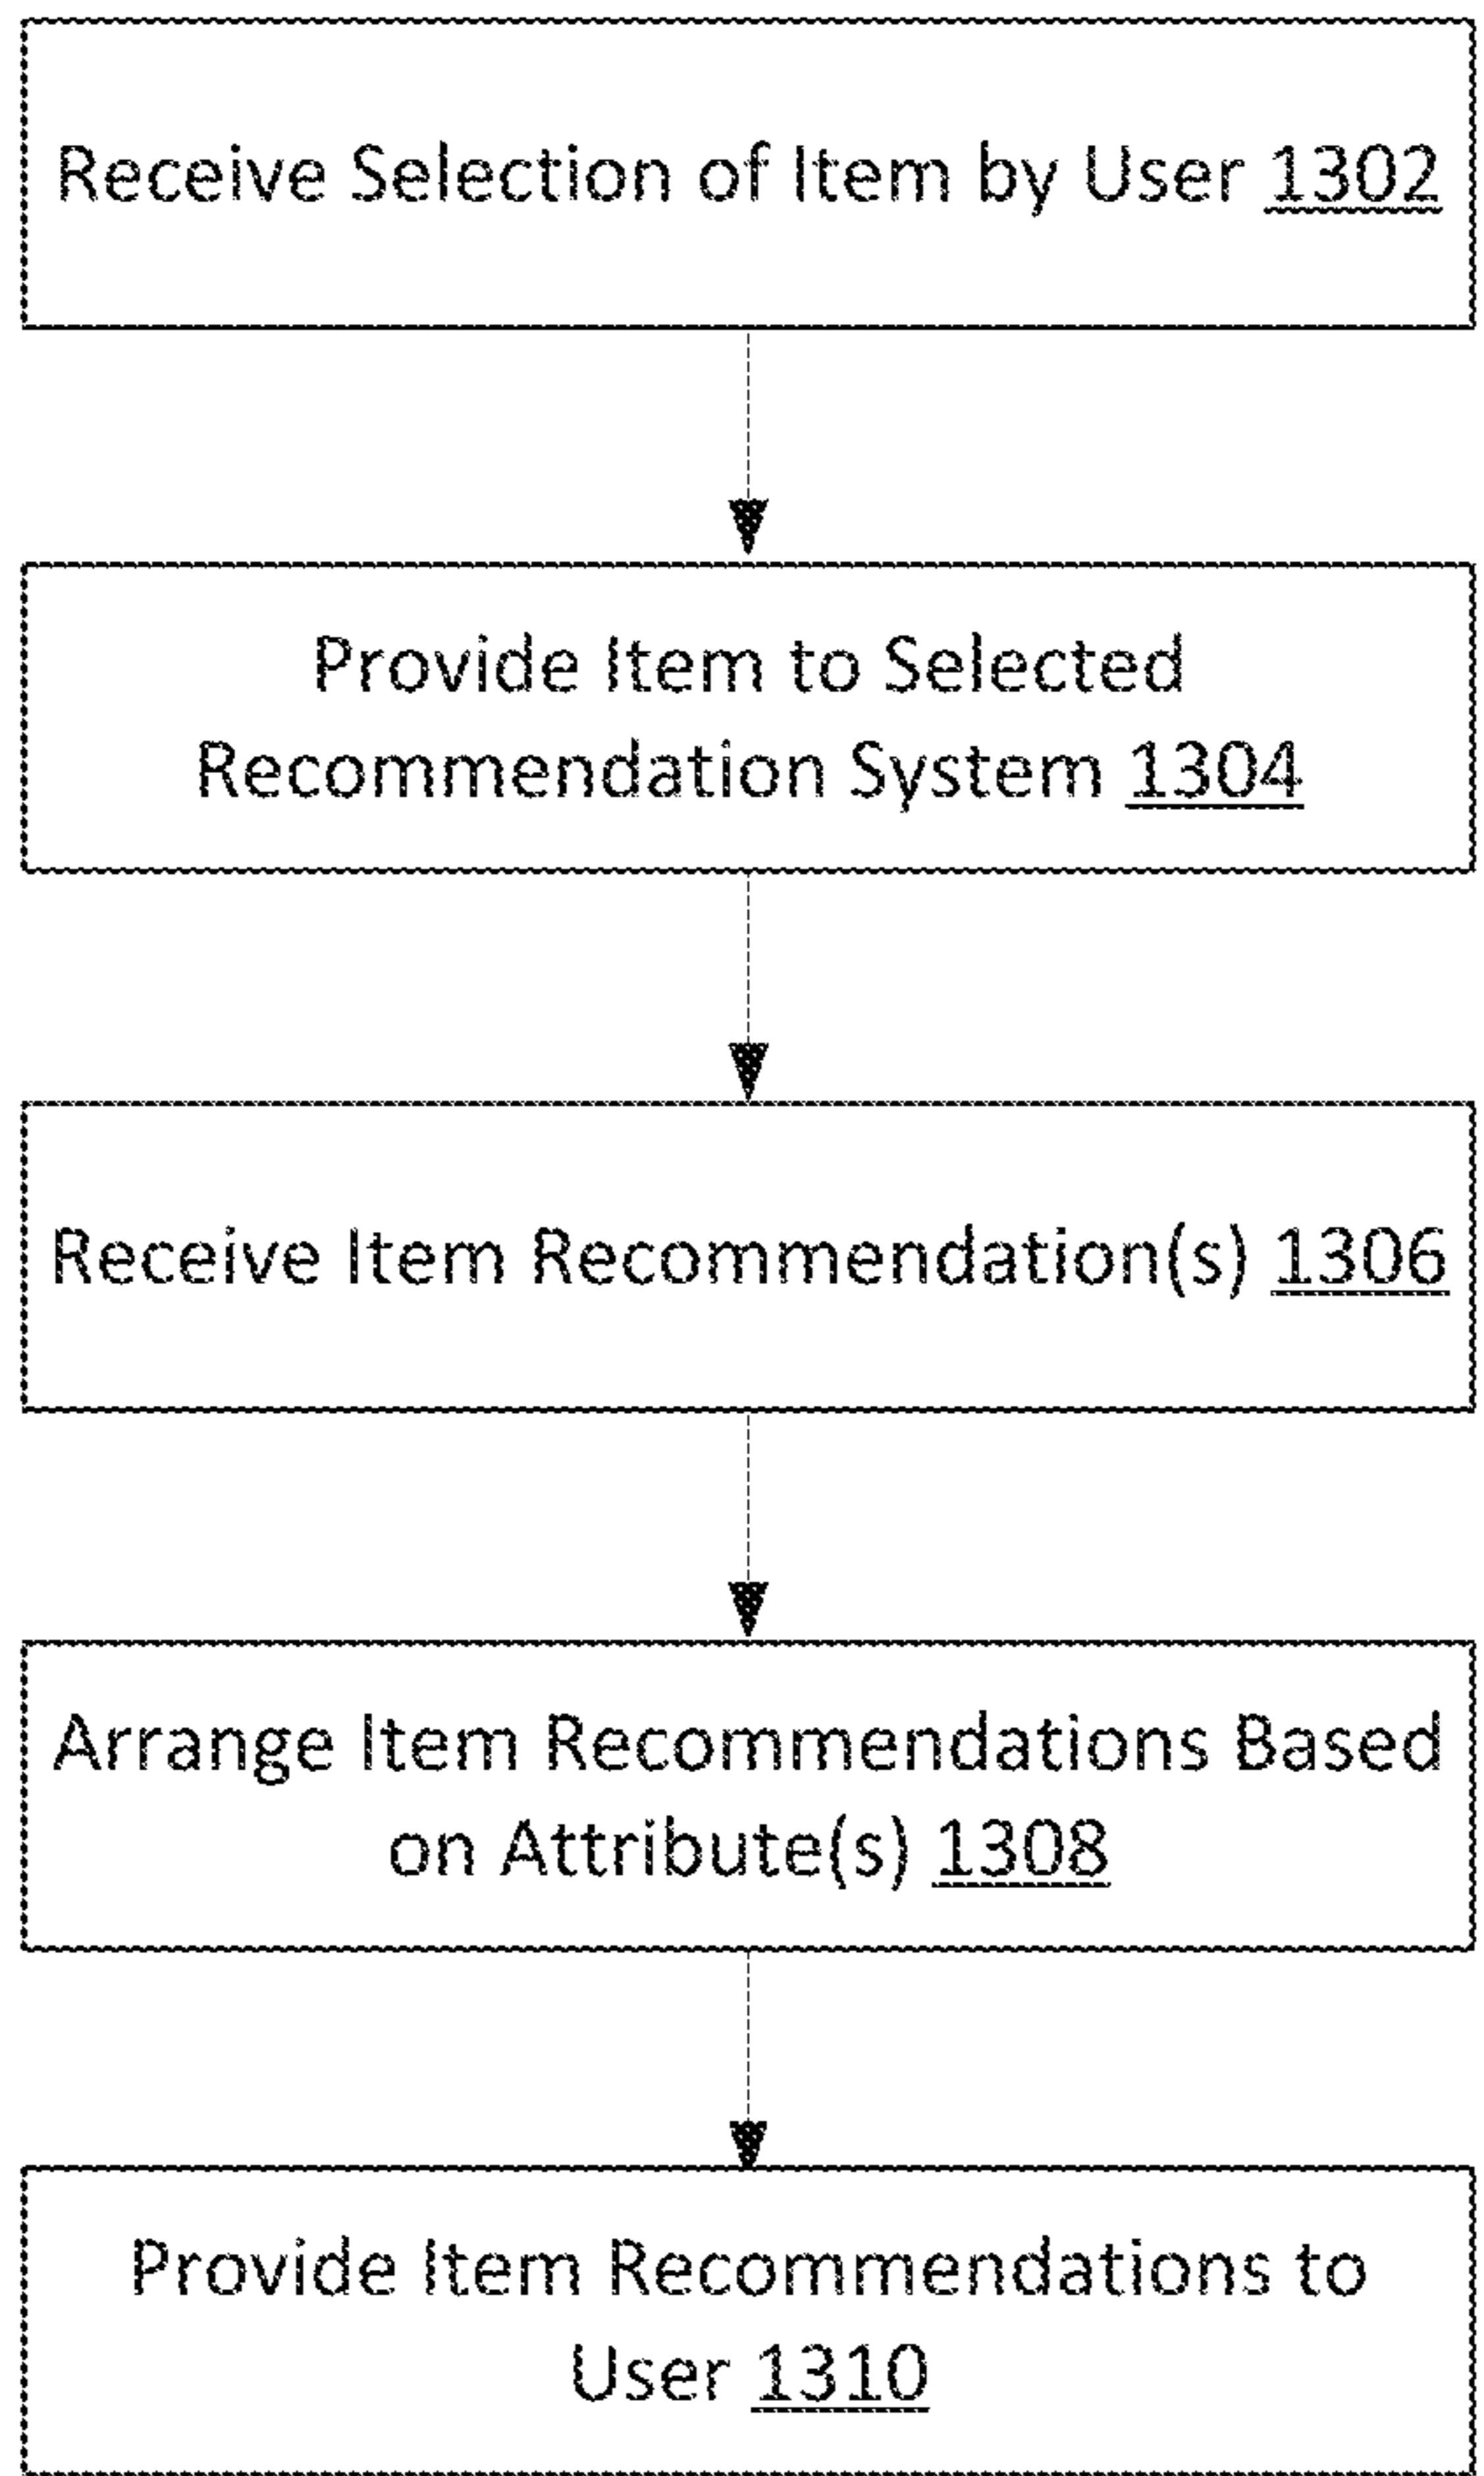 Receive Selection of Item by User 1302
Provide Item to Selected
Recommendation System 1304
Receive Item Recommendation(s) 1306
Arrange Item Recommendations Based
on Attribute(s) 1308
Provide Item Recommendations to
User 1310